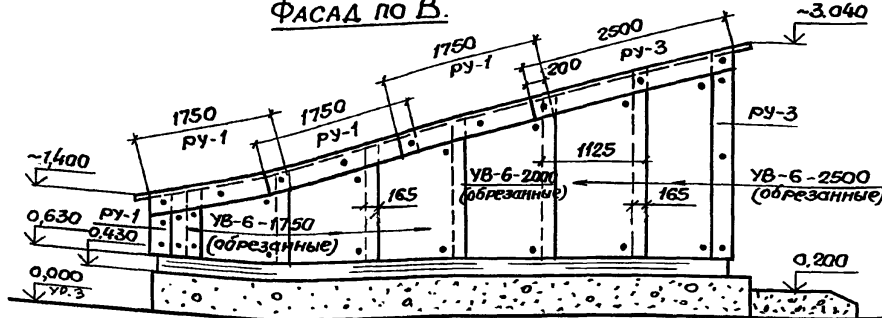 ФАСАД по В.
~3.040
2500
РУ-3
1750
РУ-1
200
1750
РУ-1
1750
РУ-1
РУ-3
~1,400
1125
УВ-6-2000
(обрезанные)
УВ-6-2500
(обрезанные)
165
165
РУ-1
0,630
УВ-6-1750
(обрезанные)
0.430
0,000
УР.З
0,200